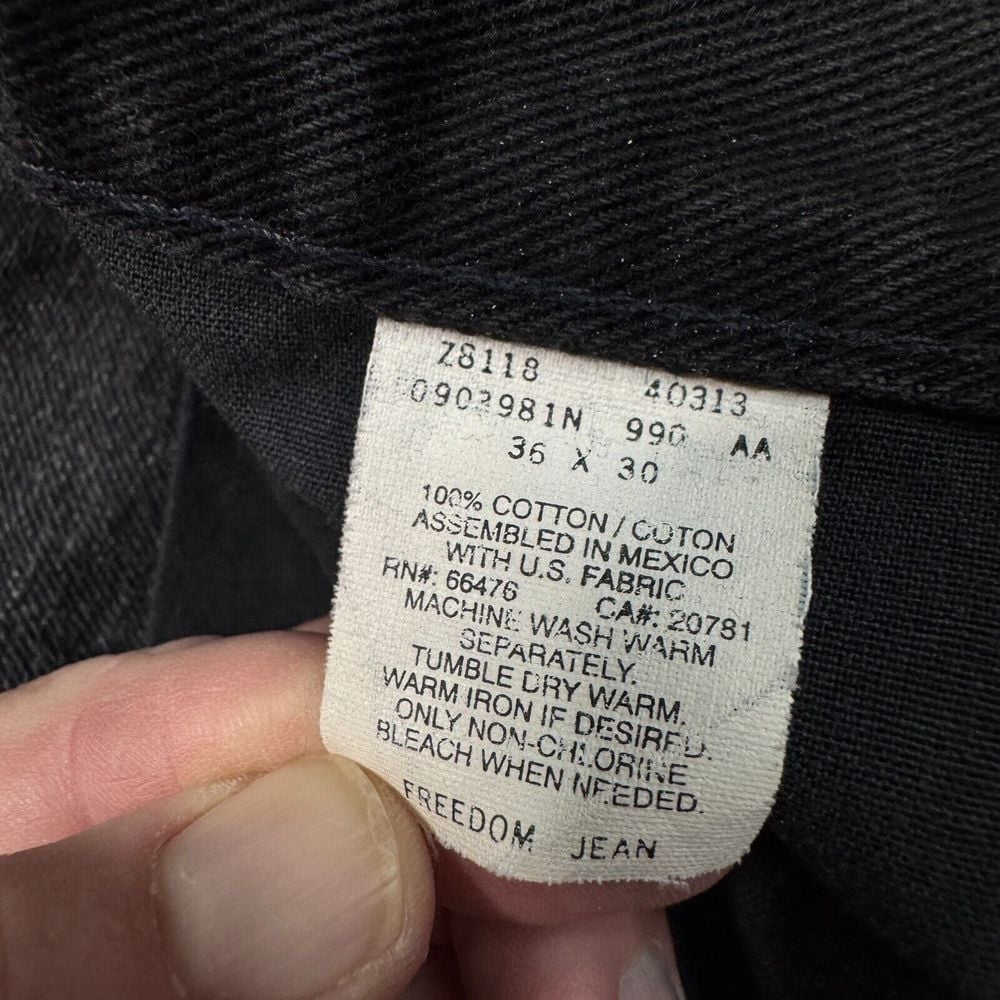 Z8118 40313
990 AA
36 X 30
100% COTTON / COTON
ASSEMBLED IN MEXICO
WITH U.S. FABRIC
RN#: 66476 CA#: 20781
MACHINE WASH WARM
SEPARATELY.
TUMBLE DRY WARM.
WARM IRON IF DESIRED.
ONLY NON-CHLORINE
BLEACH WHEN NEEDED.
FREEDOM JEAN